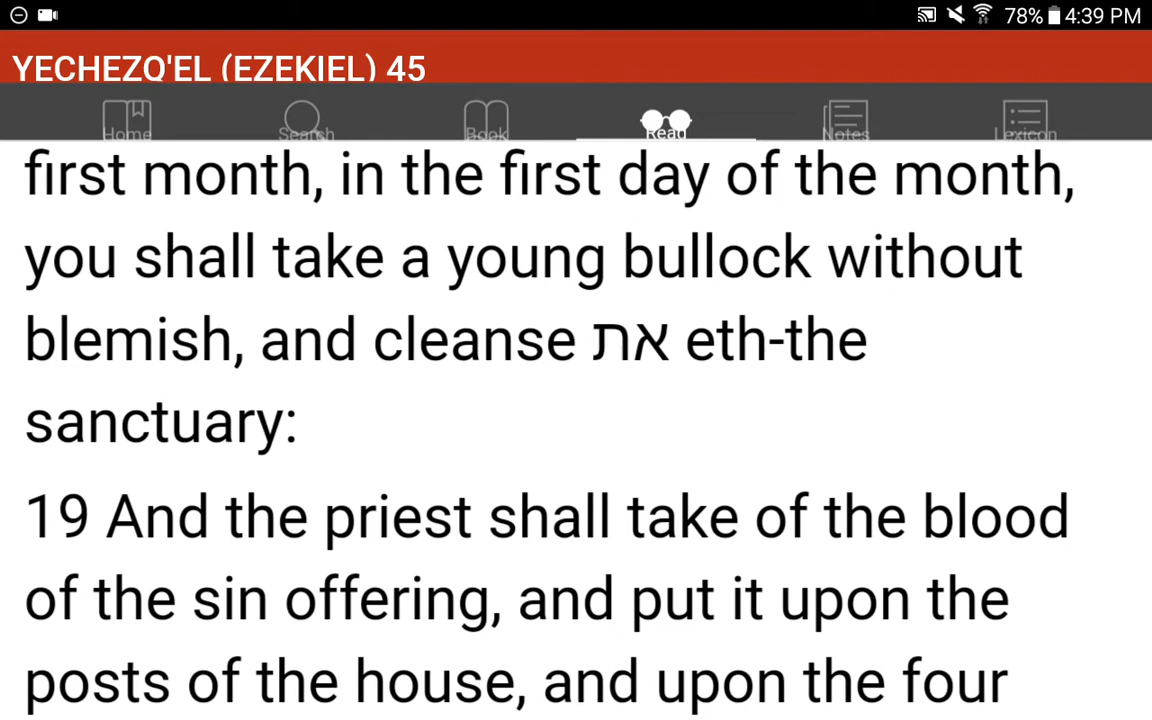 78% 4:39 PM
YECHEZQ'EL (EZEKIEL) 45
Home Search Book Read Notes Lexicon
first month, in the first day of the month,
you shall take a young bullock without
blemish, and cleanse את eth-the
sanctuary:
19 And the priest shall take of the blood
of the sin offering, and put it upon the
posts of the house, and upon the four